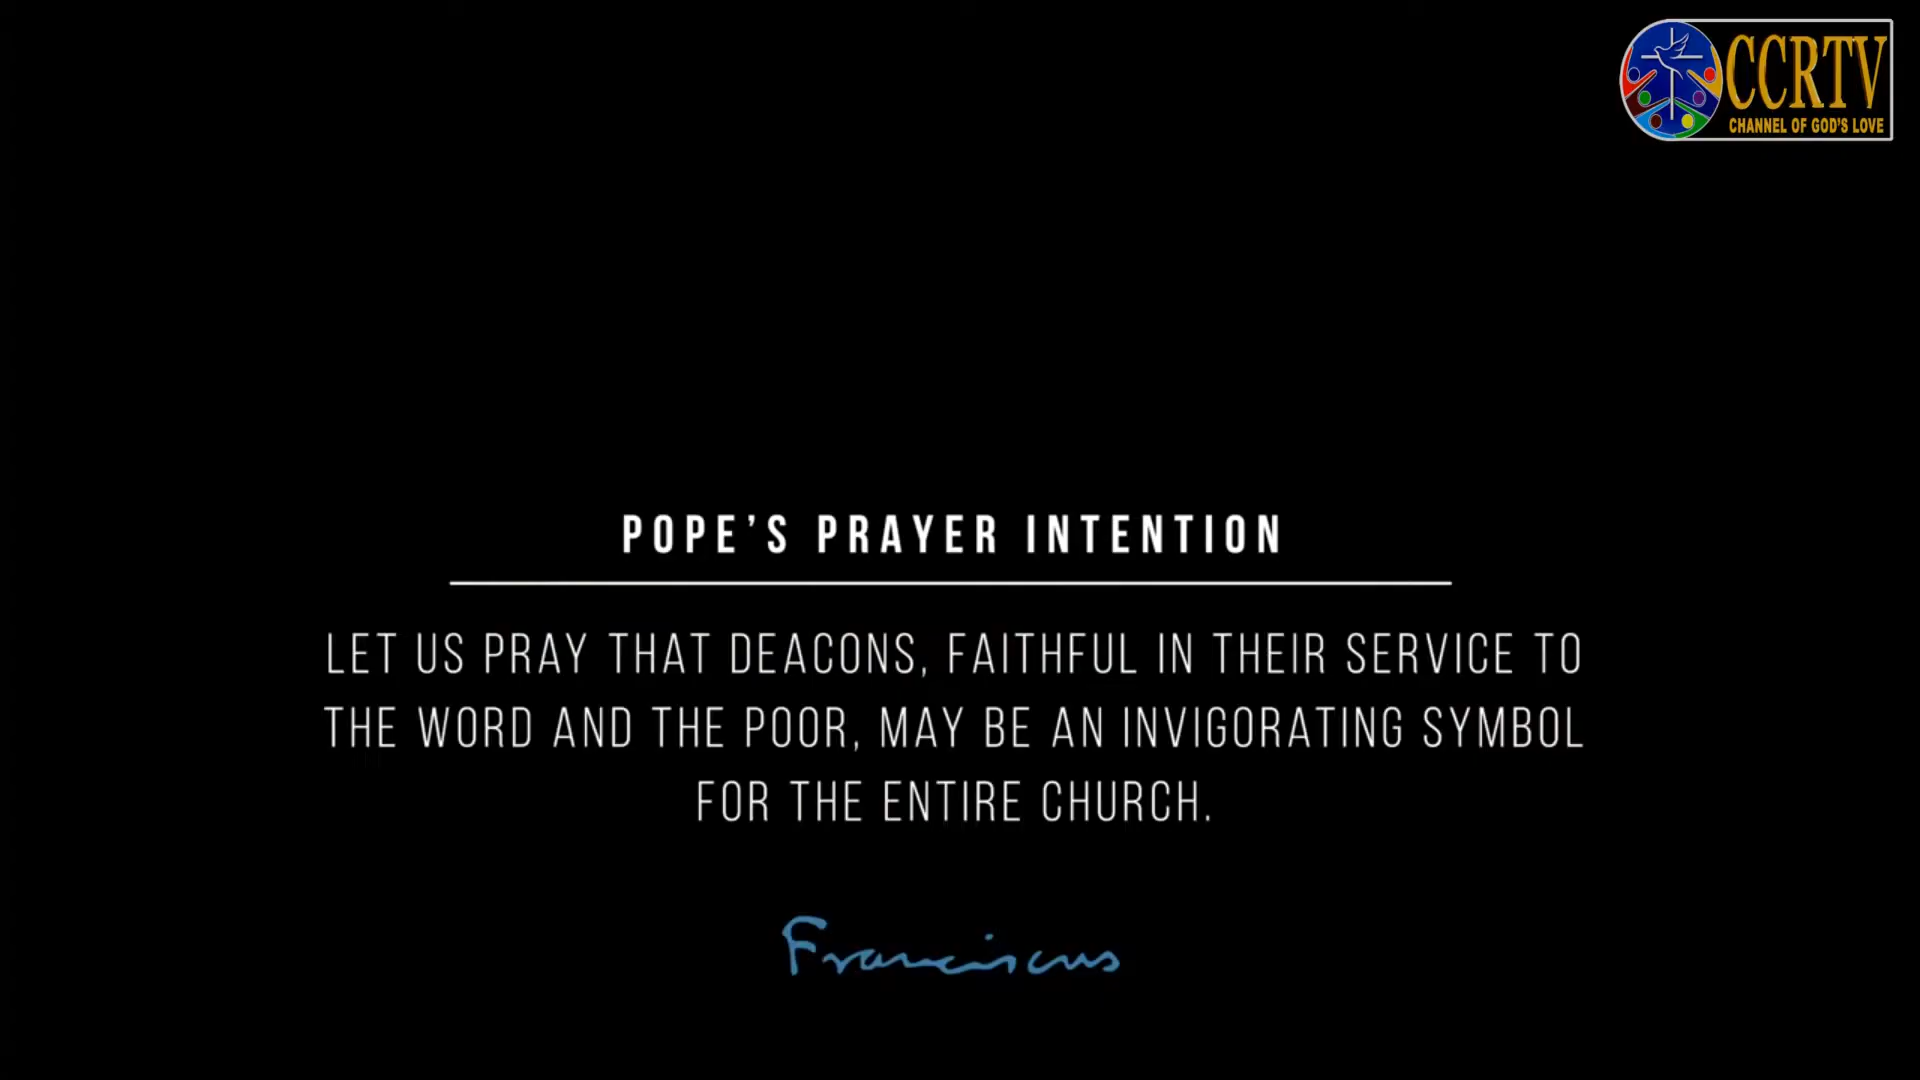 CCRTV
CHANNEL OF GOD'S LOVE
POPE’S PRAYER INTENTION
LET US PRAY THAT DEACONS, FAITHFUL IN THEIR SERVICE TO
THE WORD AND THE POOR, MAY BE AN INVIGORATING SYMBOL
FOR THE ENTIRE CHURCH.
Franciscus